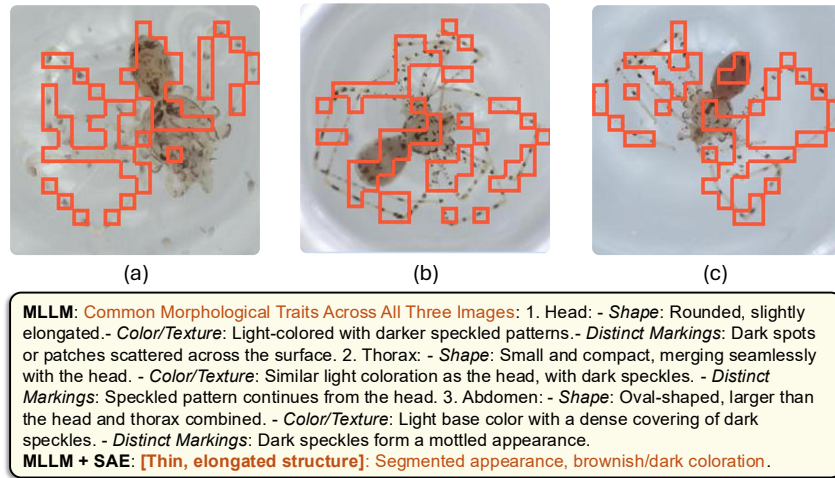 (a) (b) (c)
MLLM: Common Morphological Traits Across All Three Images: 1. Head: - Shape: Rounded, slightly
elongated.- Color/Texture: Light-colored with darker speckled patterns.- Distinct Markings: Dark spots
or patches scattered across the surface. 2. Thorax: - Shape: Small and compact, merging seamlessly
with the head. - Color/Texture: Similar light coloration as the head, with dark speckles. - Distinct
Markings: Speckled pattern continues from the head. 3. Abdomen: - Shape: Oval-shaped, larger than
the head and thorax combined. - Color/Texture: Light base color with a dense covering of dark
speckles. - Distinct Markings: Dark speckles form a mottled appearance.
MLLM + SAE: [Thin, elongated structure]: Segmented appearance, brownish/dark coloration.